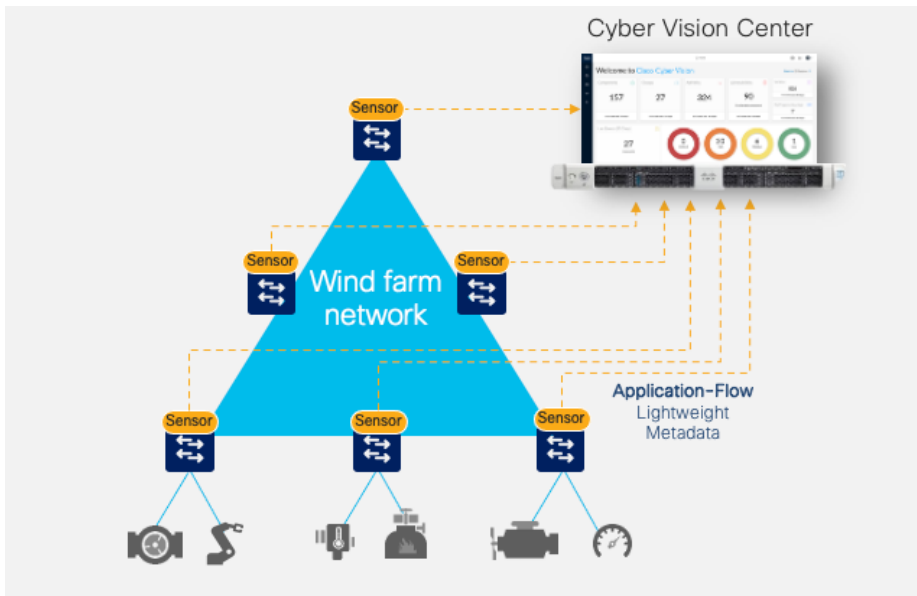 Cyber Vision Center
Welcome to Cisco Cyber Vision
157
27
324
90
27
Sensor
Sensor
Sensor
Wind farm
network
Application-Flow
Lightweight
Metadata
Sensor
Sensor
Sensor